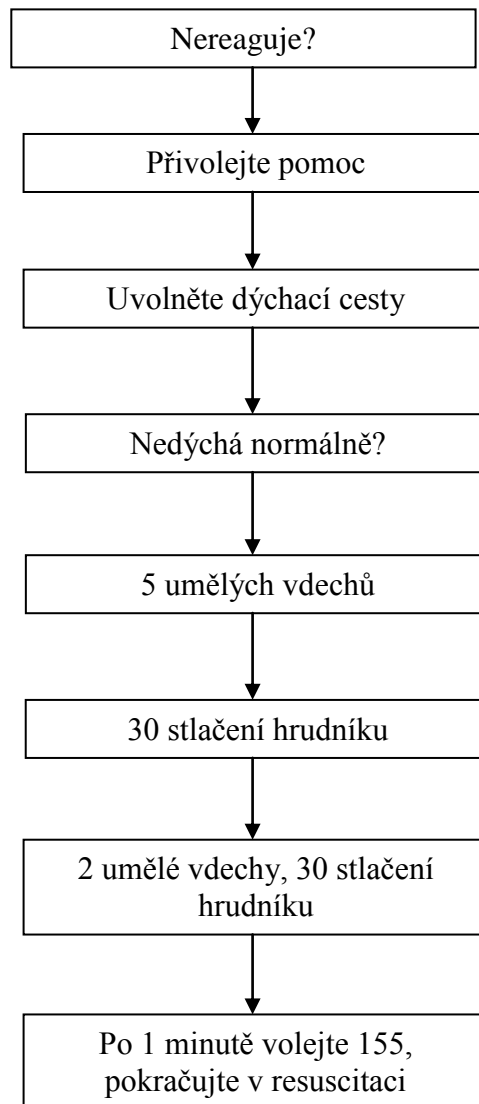 Nereaguje?
Přivolejte pomoc
Uvolněte dýchací cesty
Nedýchá normálně?
5 umělých vdechů
30 stlačení hrudníku
2 umělé vdechy, 30 stlačení
hrudníku
Po 1 minutě volejte 155,
pokračujte v resuscitaci